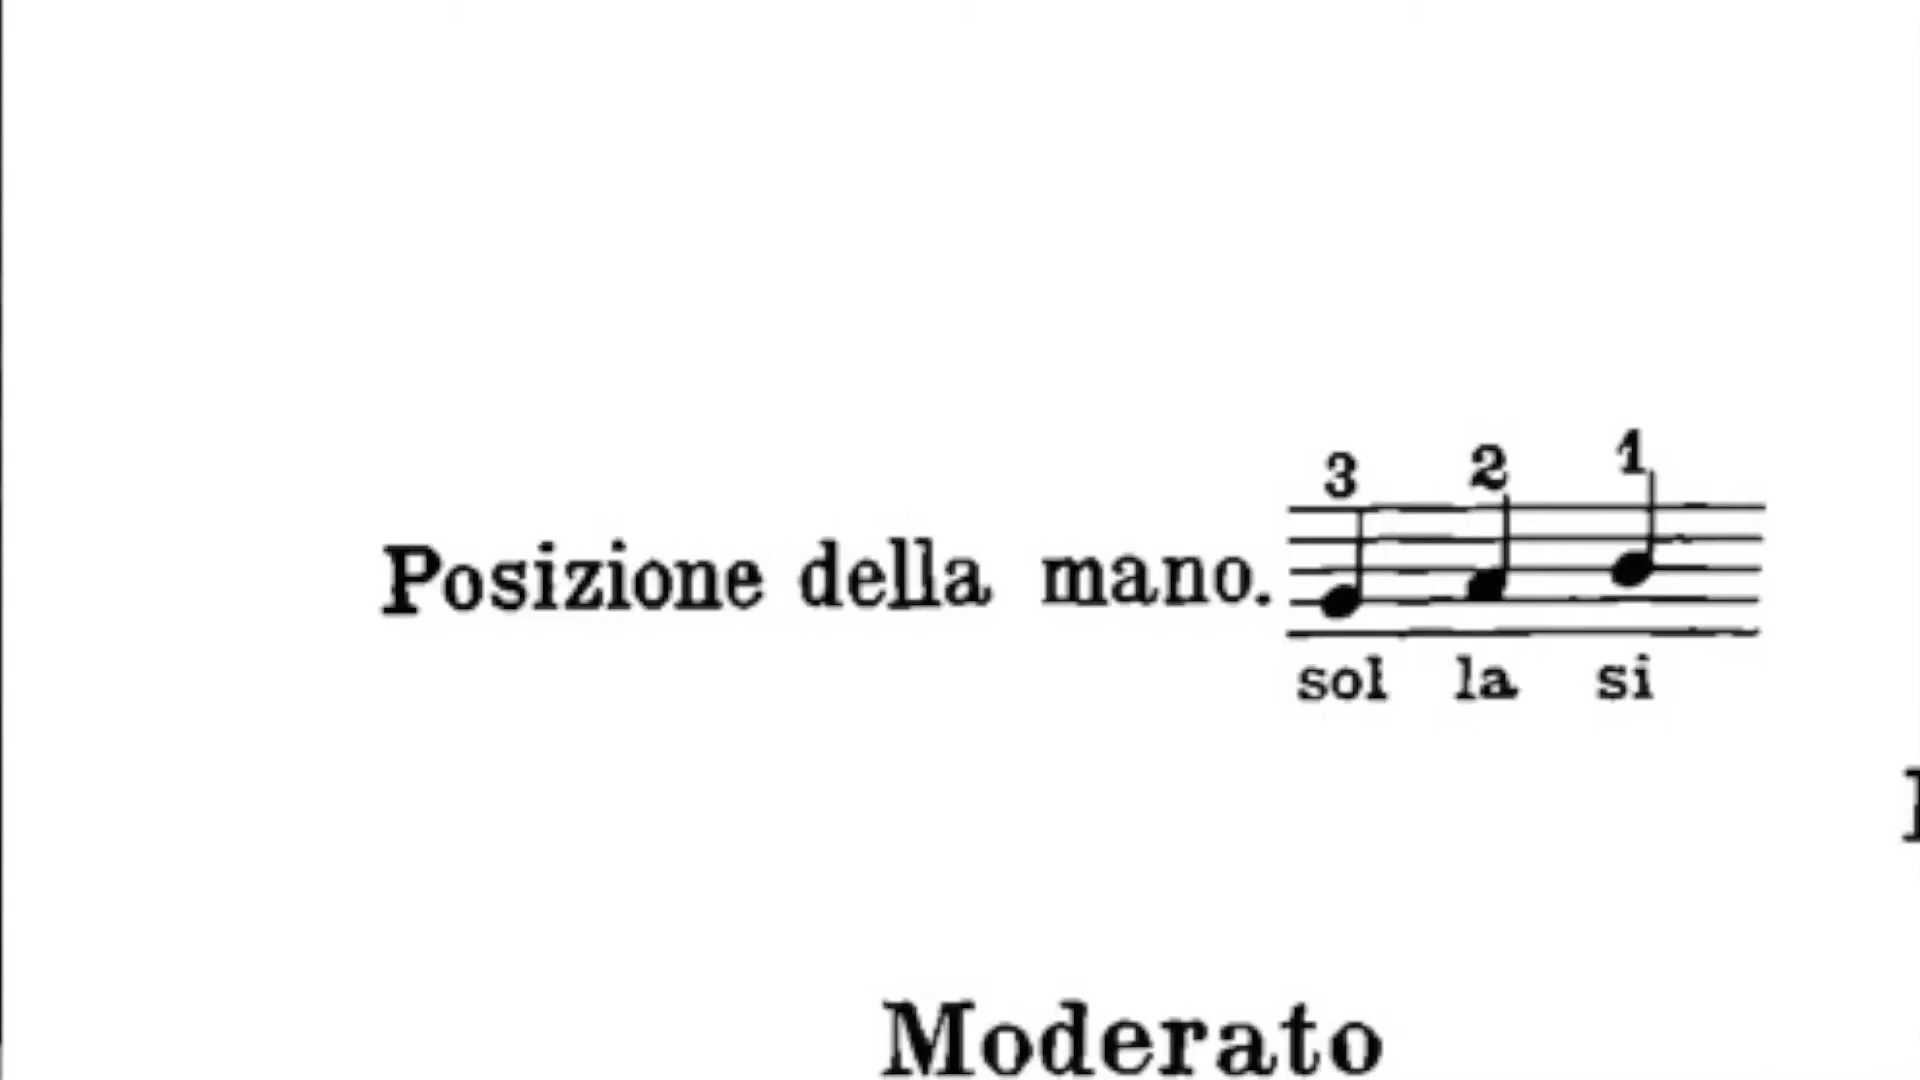 3 2 1
Posizione della mano.
sol la si
Moderato